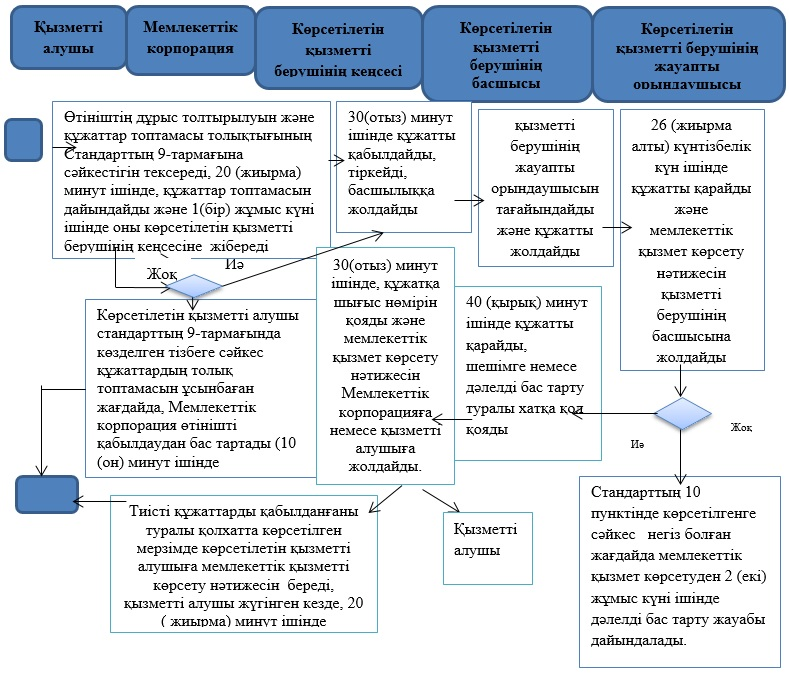 Қызметті
алушы
Мемлекеттік
корпорация
Көрсетілетін
қызметті
берушінің кеңсесі
Көрсетілетін
қызметті
берушінің
басшысы
Көрсетілетін
қызметті берушінің
жауапты
орындаушысы
Өтініштің дұрыс толтырылуын және
құжаттар топтамасы толықтығының
Стандарттың 9-тармағына
сәйкестігін тексереді, 20 (жиырма)
минут ішінде, құжаттар топтамасын
дайындайды және 1(бір) жұмыс күні
ішінде оны көрсетілетін қызметті
берушінің кеңсесіне жібереді
30(отыз) минут
ішінде құжатты
қабылдайды,
тіркейді,
басшылыққа
жолдайды
қызметті
берушінің
жауапты
орындаушысын
тағайындайды
және құжатты
жолдайды
26 (жиырма
алты) күнтізбелік
күн ішінде
құжатты қарайды
және
мемлекеттік
қызмет көрсету
нәтижесін
қызметті
берушінің
басшысына
жолдайды
Жоқ
Иә
Көрсетілетін қызметті алушы
стандарттың 9-тармағында
көзделген тізбеге сәйкес
құжаттардың толық
топтамасын ұсынбаған
жағдайда, Мемлекеттік
корпорация өтінішті
қабылдаудан бас тартады (10
(он) минут ішінде
30(отыз) минут
ішінде, құжатқа
шығыс нөмірін
қояды және
мемлекеттік
қызмет көрсету
нәтижесін
Мемлекеттік
корпорацияға
немесе қызметті
алушыға
жолдайды.
40 (қырық) минут
ішінде құжатты
қарайды,
шешімге немесе
дәлелді бас тарту
туралы хатқа қол
қояды
Жоқ
Иә
Тиісті құжаттарды қабылданғаны
туралы қолхатта көрсетілген
мерзімде көрсетілетін қызметті
алушыға мемлекеттік қызметті
көрсету нәтижесін береді,
қызметті алушы жүгінген кезде, 20
( жиырма) минут ішінде
Қызметті
алушы
Стандарттың 10
пунктінде көрсетілгенге
сәйкес негіз болған
жағдайда мемлекеттік
қызмет көрсетуден 2 (екі)
жұмыс күні ішінде
дәлелді бас тарту жауабы
дайындалады.